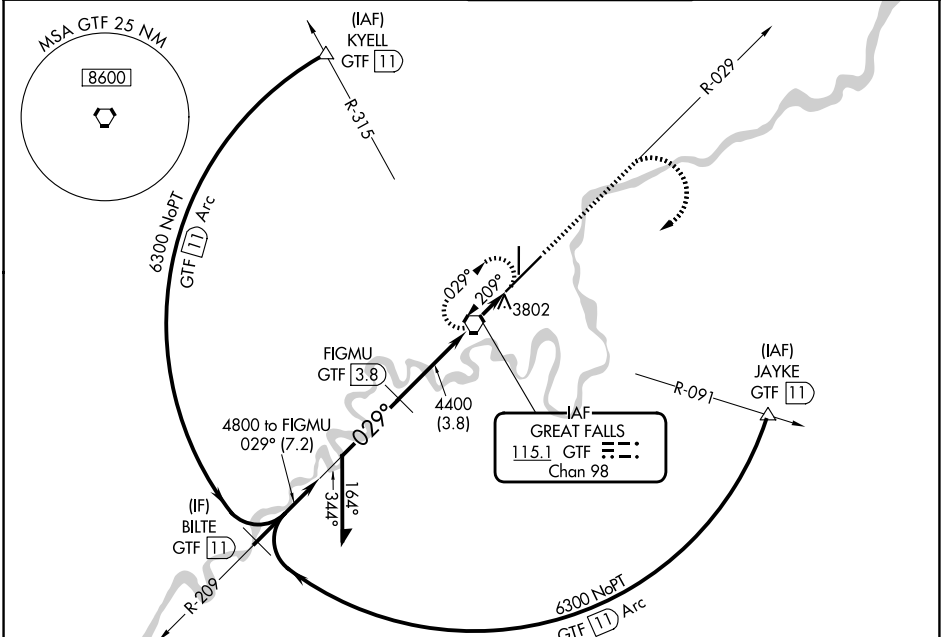 MSA GTF 25 NM
8600
(IAF)
KYELL
GTF 11
R-315
R-029
6300 NoPT
GTF 11 Arc
029°
209°
3802
FIGMU
GTF 3.8
4400
(3.8)
(IAF)
JAYKE
GTF 11
R-091
IAF
GREAT FALLS
115.1 GTF
Chan 98
4800 to FIGMU
029° (7.2)
029°
344°
164°
(IF)
BILTE
GTF 11
R-209
6300 NoPT
GTF 11 Arc